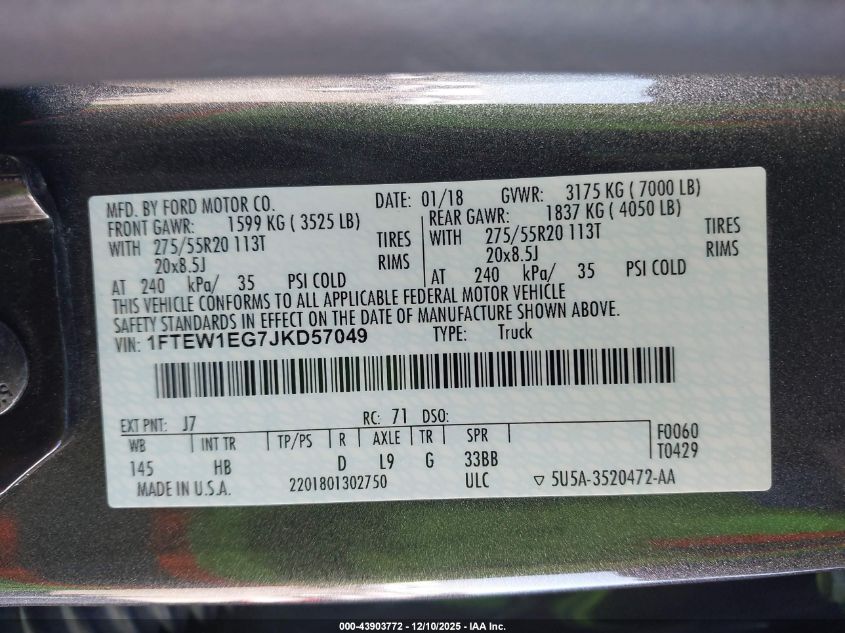 MFD. BY FORD MOTOR CO. DATE: 01/18 GVWR: 3175 KG ( 7000 LB)
FRONT GAWR: 1599 KG ( 3525 LB) REAR GAWR: 1837 KG ( 4050 LB)
WITH 275/55R20 113T TIRES WITH 275/55R20 113T TIRES
20x8.5J RIMS 20x8.5J RIMS
AT 240 kPa/ 35 PSI COLD AT 240 kPa/ 35 PSI COLD
THIS VEHICLE CONFORMS TO ALL APPLICABLE FEDERAL MOTOR VEHICLE
SAFETY STANDARDS IN EFFECT ON THE DATE OF MANUFACTURE SHOWN ABOVE.
VIN: 1FTEW1EG7JKD57049 TYPE: Truck
EXT PNT: J7 RC: 71 DSO:
WB INT TR TP/PS R AXLE TR SPR F0060
145 HB D L9 G 33BB T0429
MADE IN U.S.A. 2201801302750 ULC ▽ 5U5A-3520472-AA
000-43903772 - 12/10/2025 - IAA Inc.